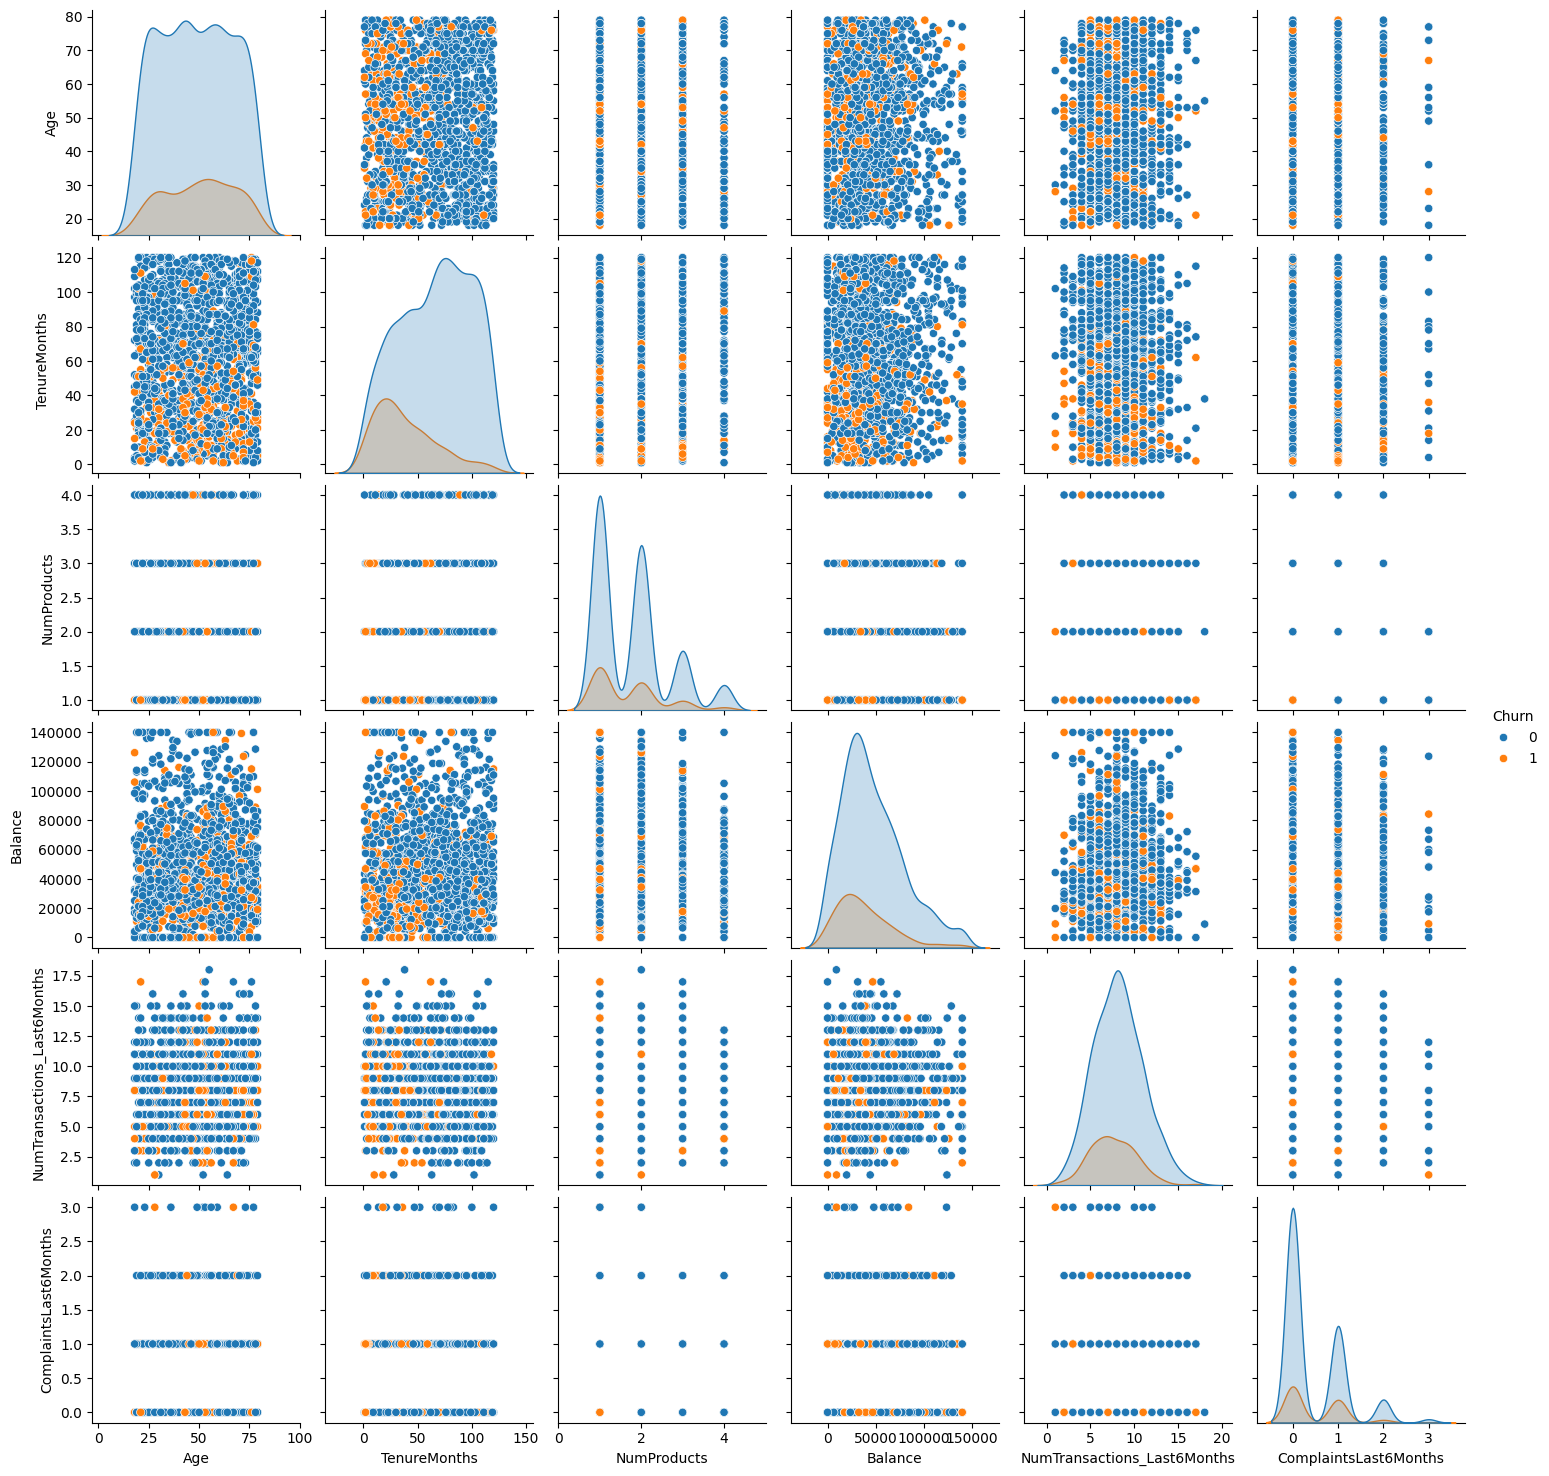 80
70
60
50
40
30
20
Age
120
100
80
60
40
20
0
TenureMonths
4.0
3.5
3.0
2.5
2.0
1.5
1.0
NumProducts
140000
120000
100000
80000
60000
40000
20000
0
Balance
17.5
15.0
12.5
10.0
7.5
5.0
2.5
NumTransactions_Last6Months
3.0
2.5
2.0
1.5
1.0
0.5
0.0
ComplaintsLast6Months
0 25 50 75 100
Age
0 50 100 150
TenureMonths
0 2 4
NumProducts
0 50000 100000 150000
Balance
0 5 10 15 20
NumTransactions_Last6Months
0 1 2 3
ComplaintsLast6Months
Churn
0
1